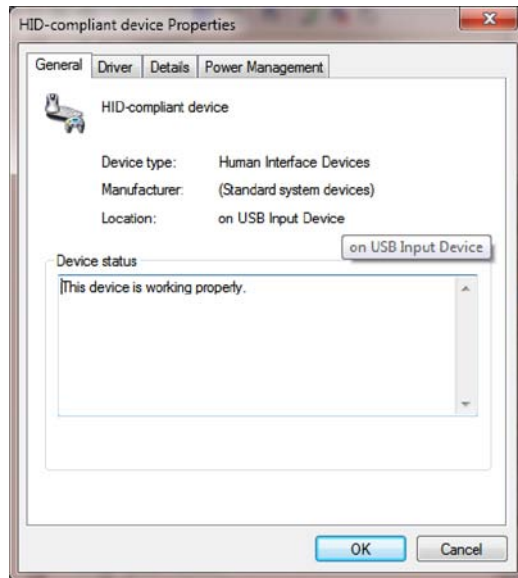 HID-compliant device Properties
General Driver Details Power Management
HID-compliant device
Device type: Human Interface Devices
Manufacturer: (Standard system devices)
Location: on USB Input Device
on USB Input Device
Device status
This device is working properly.
OK Cancel